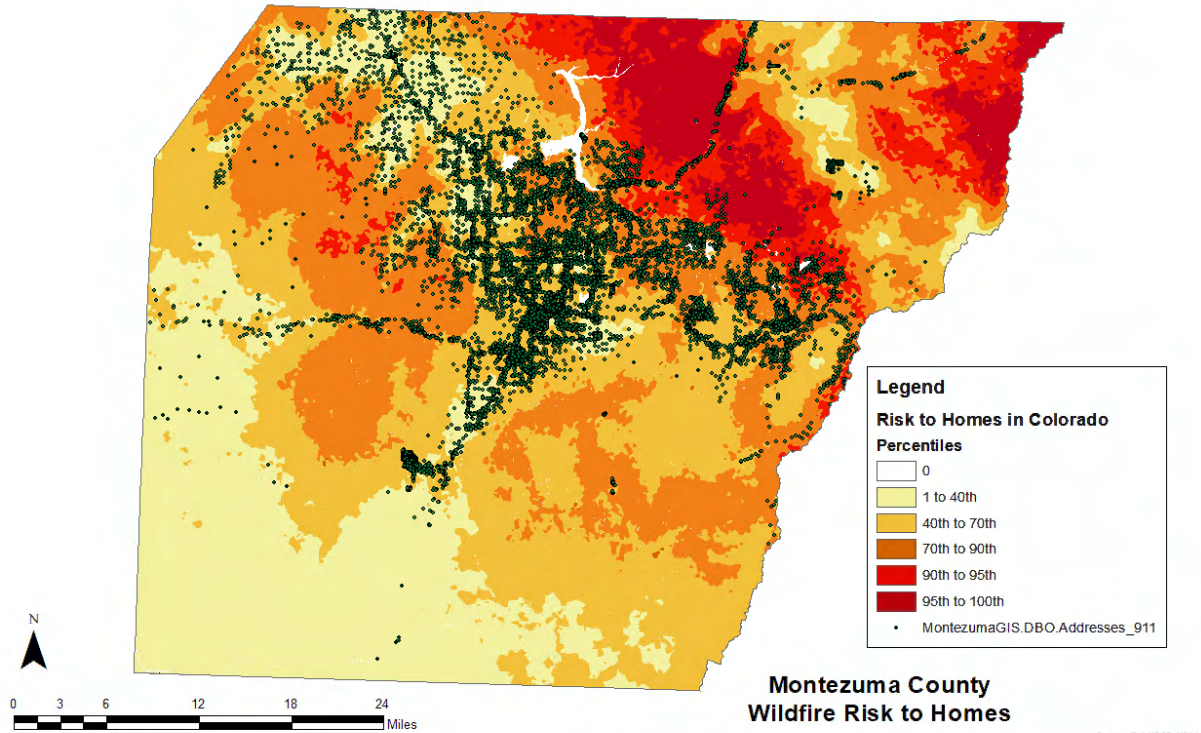 Legend
Risk to Homes in Colorado
Percentiles
0
1 to 40th
40th to 70th
70th to 90th
90th to 95th
95th to 100th
MontezumaGIS.DBO.Addresses_911
N
0 3 6 12 18 24
Miles
Montezuma County
Wildfire Risk to Homes